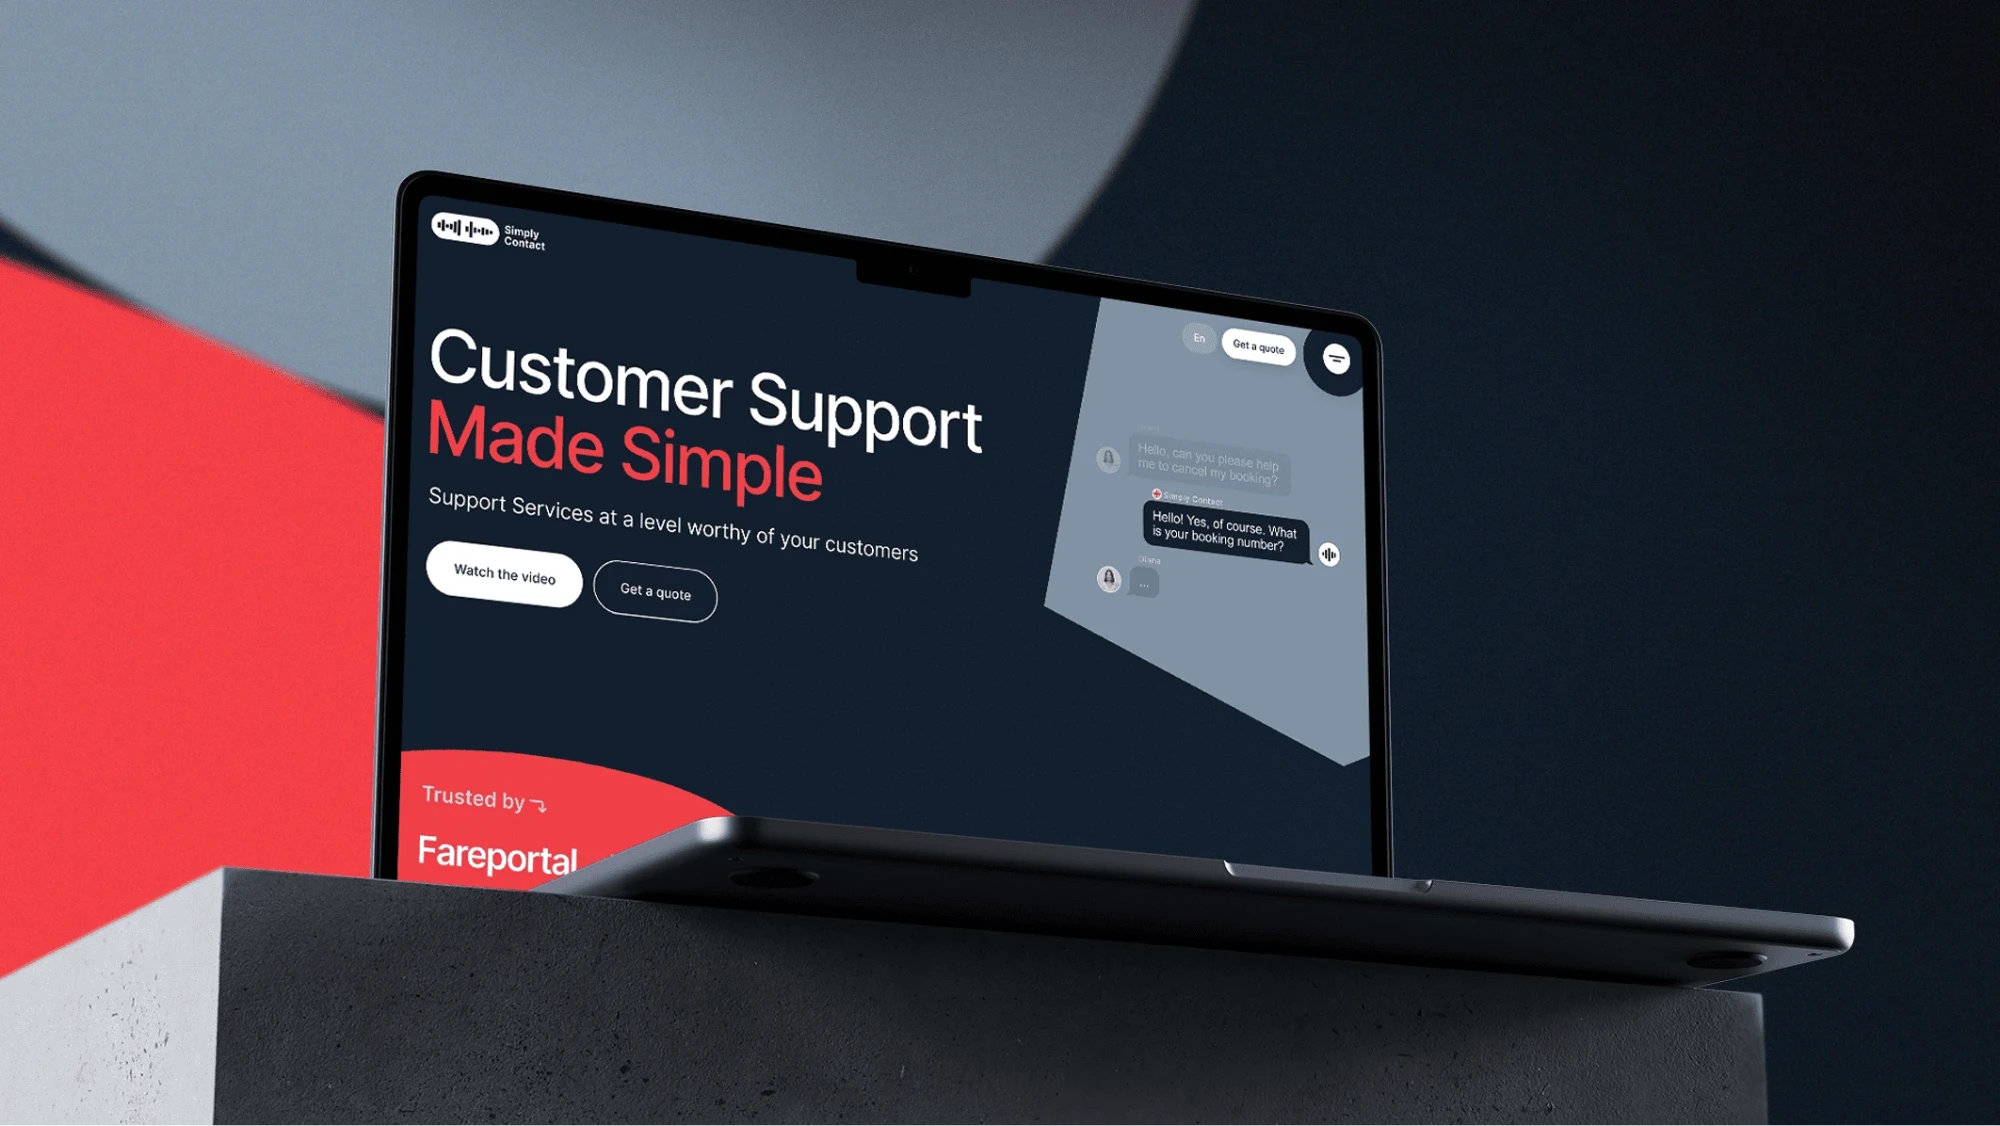 Simply
Contact
En
Get a quote
Customer Support
Made Simple
Support Services at a level worthy of your customers
Watch the video
Get a quote
Hello, can you please help
me to cancel my booking?
Simply Contact
Hello! Yes, of course. What
is your booking number?
Diana
...
Trusted by
Fareportal